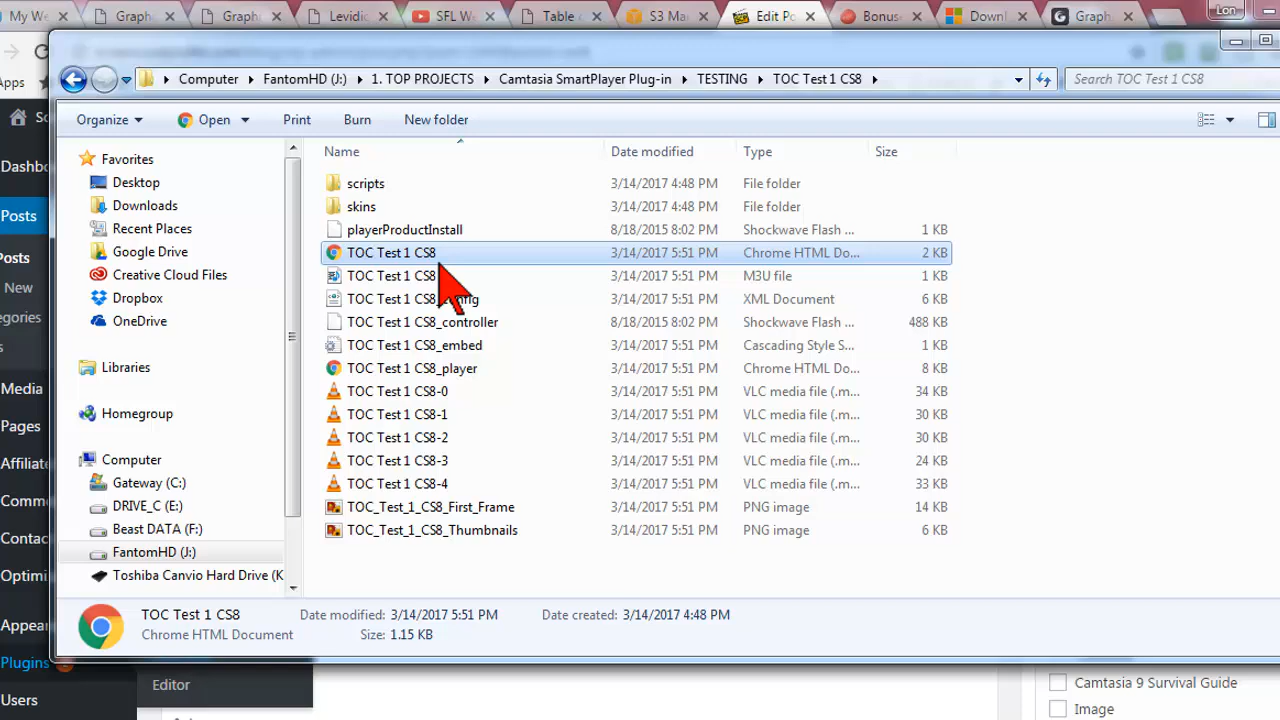 My We
Graph
Graph
Levidic
SFL W
Table
S3 Ma
Edit Po
Bonus
Downl
Graph
Lon
Apps
Computer FantomHD (J:) 1. TOP PROJECTS Camtasia SmartPlayer Plug-in TESTING TOC Test 1 CS8 Search TOC Test 1 CS8
Organize Open Print Burn New folder
Name Date modified Type Size
Favorites
Desktop
Downloads
Recent Places
Google Drive
Creative Cloud Files
Dropbox
OneDrive
Libraries
Homegroup
Computer
Gateway (C:)
DRIVE_C (E:)
Beast DATA (F:)
FantomHD (J:)
Toshiba Canvio Hard Drive (K
scripts 3/14/2017 4:48 PM File folder
skins 3/14/2017 4:48 PM File folder
playerProductInstall 8/18/2015 8:02 PM Shockwave Flash ... 1 KB
TOC Test 1 CS8 3/14/2017 5:51 PM Chrome HTML Do... 2 KB
TOC Test 1 CS8 3/14/2017 5:51 PM M3U file 1 KB
TOC Test 1 CS8_config 3/14/2017 5:51 PM XML Document 6 KB
TOC Test 1 CS8_controller 8/18/2015 8:02 PM Shockwave Flash ... 488 KB
TOC Test 1 CS8_embed 3/14/2017 5:51 PM Cascading Style S... 1 KB
TOC Test 1 CS8_player 3/14/2017 5:51 PM Chrome HTML Do... 8 KB
TOC Test 1 CS8-0 3/14/2017 5:51 PM VLC media file (.m... 34 KB
TOC Test 1 CS8-1 3/14/2017 5:51 PM VLC media file (.m... 30 KB
TOC Test 1 CS8-2 3/14/2017 5:51 PM VLC media file (.m... 30 KB
TOC Test 1 CS8-3 3/14/2017 5:51 PM VLC media file (.m... 24 KB
TOC Test 1 CS8-4 3/14/2017 5:51 PM VLC media file (.m... 33 KB
TOC_Test_1_CS8_First_Frame 3/14/2017 5:51 PM PNG image 14 KB
TOC_Test_1_CS8_Thumbnails 3/14/2017 5:51 PM PNG image 6 KB
TOC Test 1 CS8 Date modified: 3/14/2017 5:51 PM Date created: 3/14/2017 4:48 PM
Chrome HTML Document Size: 1.15 KB
Sc
Dashbo
Posts
Posts
New
egories
s
Media
Pages
Affiliate
Comme
Contac
Optimi
Appear
Plugins
Users
Editor
Camtasia 9 Survival Guide
Image